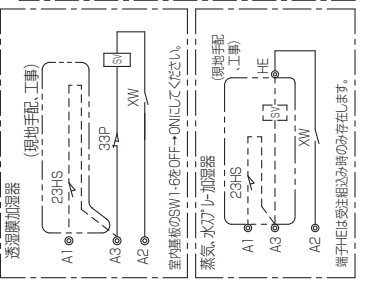 透湿膜加湿器
(現地手配、工事)
23HS
33P
SV
XW
A1
A3
A2
室内基板のSW1-6をOFF→ONにしてください。
蒸気、水スプレー加湿器
(現地手配
、工事)
HE
23HS
SV
XW
A1
A3
A2
端子HEは受注組込み時のみ存在します。